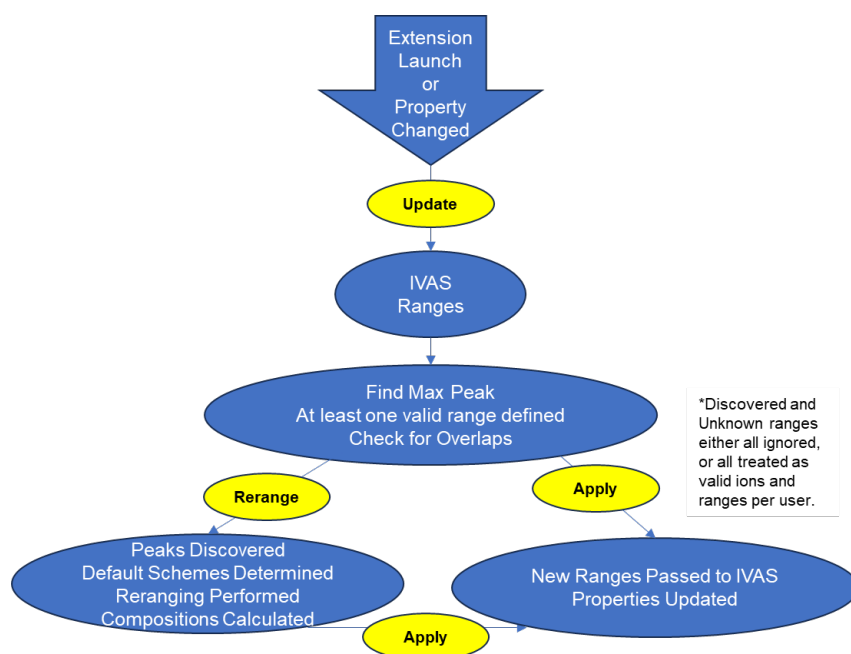 Extension
Launch
or
Property
Changed
Update
IVAS
Ranges
Find Max Peak
At least one valid range defined
Check for Overlaps
*Discovered and
Unknown ranges
either all ignored,
or all treated as
valid ions and
ranges per user.
Rerange
Apply
Peaks Discovered
Default Schemes Determined
Reranging Performed
Compositions Calculated
New Ranges Passed to IVAS
Properties Updated
Apply